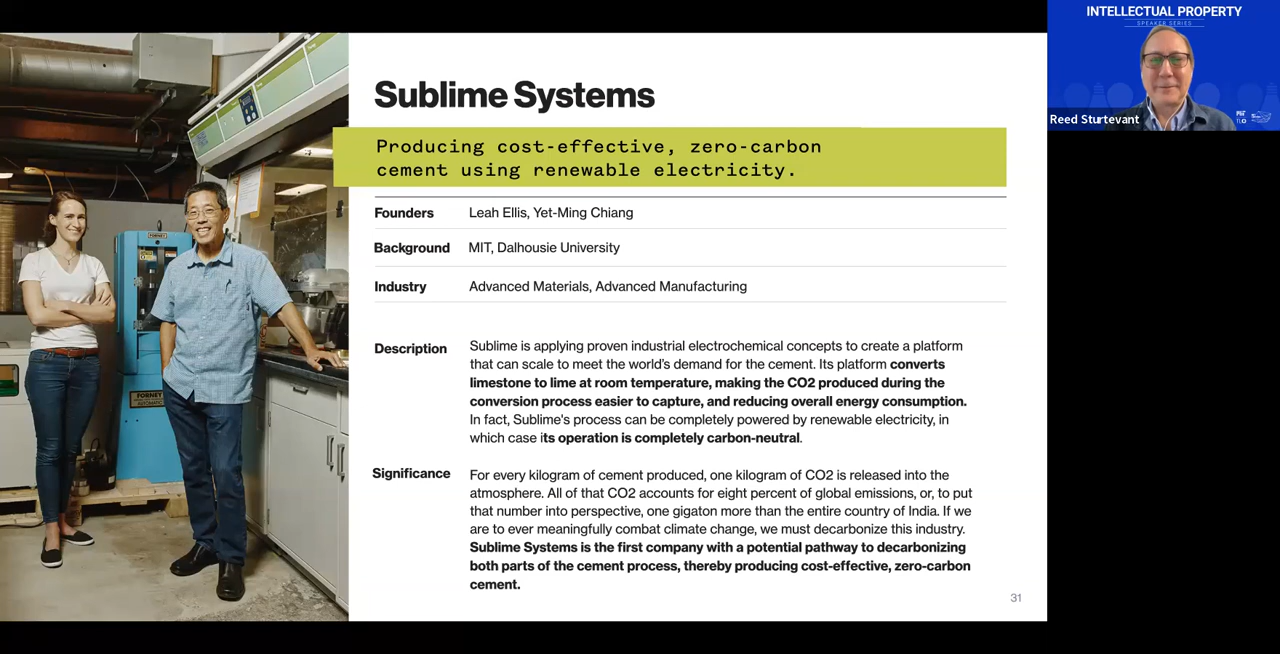 Sublime Systems
Producing cost-effective, zero-carbon
cement using renewable electricity.
Founders Leah Ellis, Yet-Ming Chiang
Background MIT, Dalhousie University
Industry Advanced Materials, Advanced Manufacturing
Description Sublime is applying proven industrial electrochemical concepts to create a platform
that can scale to meet the world’s demand for the cement. Its platform converts
limestone to lime at room temperature, making the CO2 produced during the
conversion process easier to capture, and reducing overall energy consumption.
In fact, Sublime's process can be completely powered by renewable electricity, in
which case its operation is completely carbon-neutral.
Significance For every kilogram of cement produced, one kilogram of CO2 is released into the
atmosphere. All of that CO2 accounts for eight percent of global emissions, or, to put
that number into perspective, one gigaton more than the entire country of India. If we
are to ever meaningfully combat climate change, we must decarbonize this industry.
Sublime Systems is the first company with a potential pathway to decarbonizing
both parts of the cement process, thereby producing cost-effective, zero-carbon
cement.
31
INTELLECTUAL PROPERTY
SPEAKER SERIES
Reed Sturtevant
MIT
TLO
FORNEY
FORNEY
AUTOMATIC